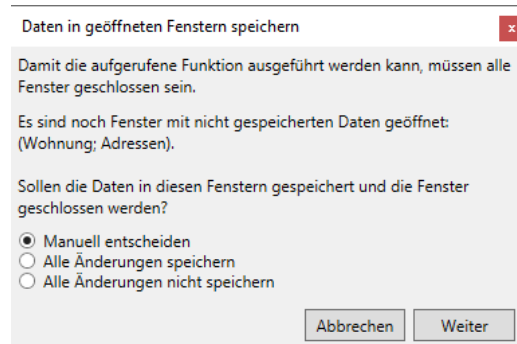 Daten in geöffneten Fenstern speichern
x
Damit die aufgerufene Funktion ausgeführt werden kann, müssen alle
Fenster geschlossen sein.
Es sind noch Fenster mit nicht gespeicherten Daten geöffnet:
(Wohnung; Adressen).
Sollen die Daten in diesen Fenstern gespeichert und die Fenster
geschlossen werden?
Manuell entscheiden
Alle Änderungen speichern
Alle Änderungen nicht speichern
Abbrechen Weiter